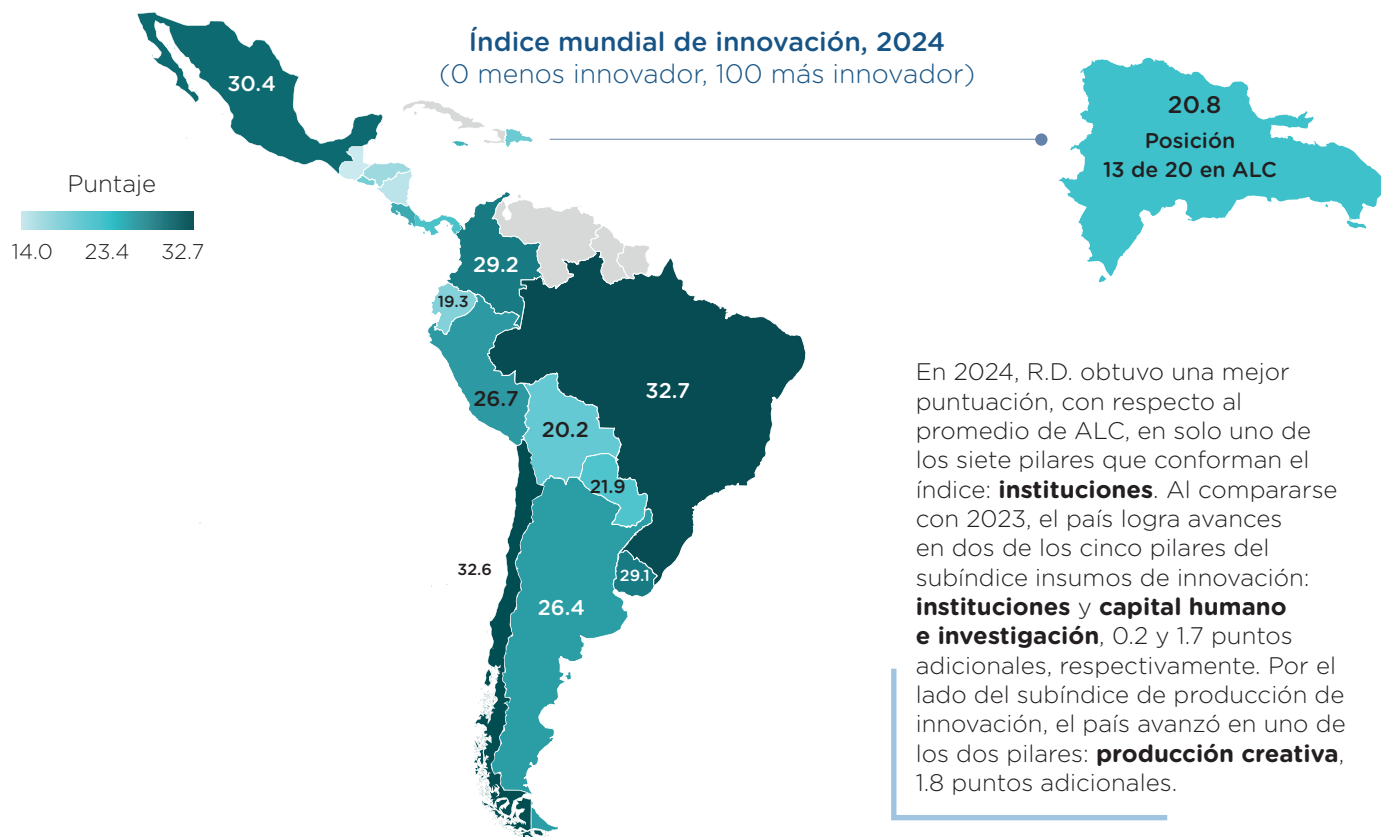 Índice mundial de innovación, 2024
(0 menos innovador, 100 más innovador)
30.4
20.8
Posición
13 de 20 en ALC
Puntaje
14.0 23.4 32.7
29.2
19.3
26.7
32.7
20.2
21.9
32.6
29.1
26.4
En 2024, R.D. obtuvo una mejor
puntuación, con respecto al
promedio de ALC, en solo uno de
los siete pilares que conforman el
índice: instituciones. Al compararse
con 2023, el país logra avances
en dos de los cinco pilares del
subíndice insumos de innovación:
instituciones y capital humano
e investigación, 0.2 y 1.7 puntos
adicionales, respectivamente. Por el
lado del subíndice de producción de
innovación, el país avanzó en uno de
los dos pilares: producción creativa,
1.8 puntos adicionales.